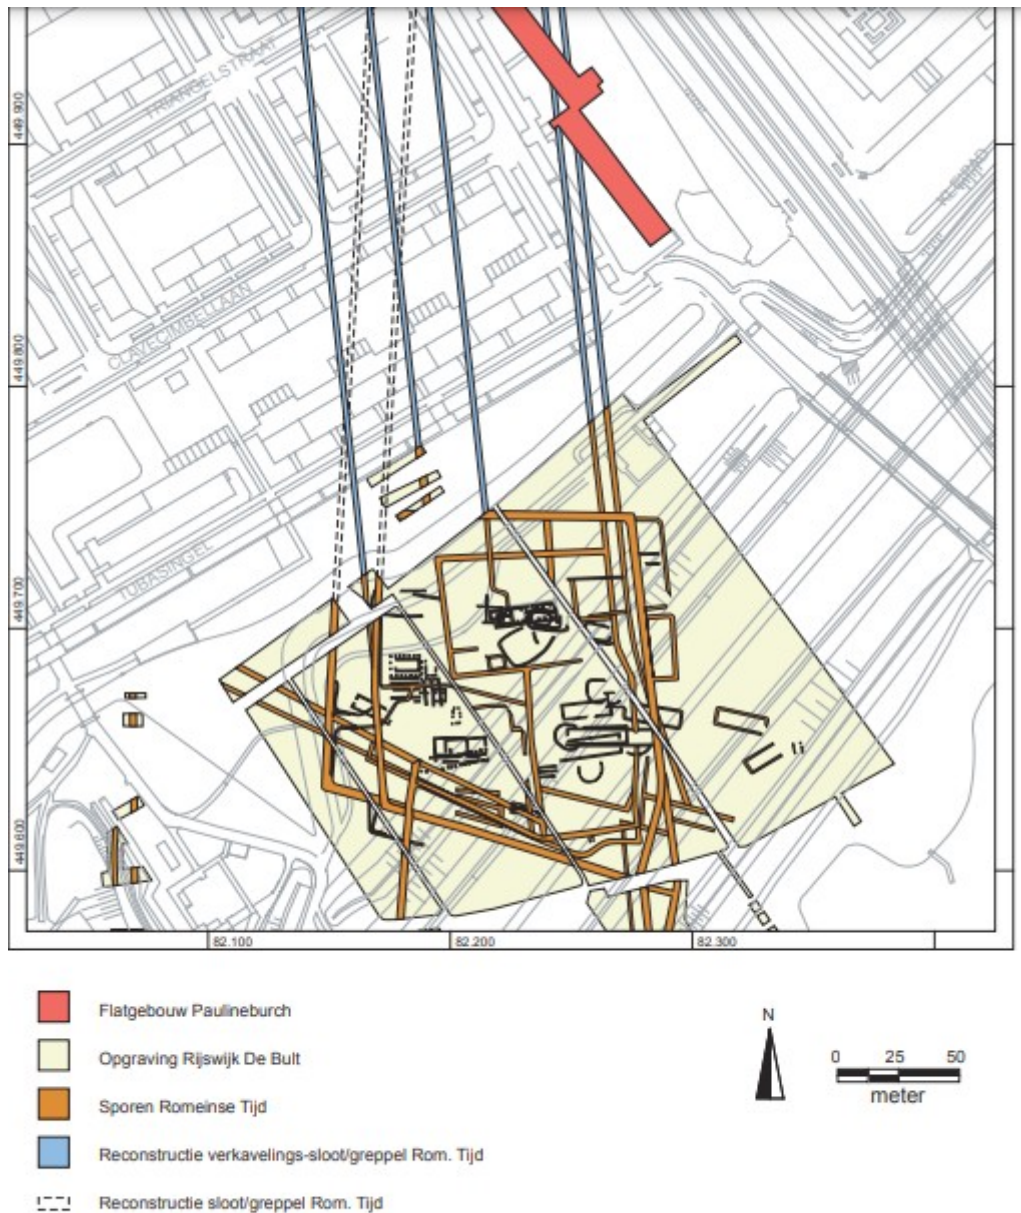 TRIANGELSTRAAT
449.900
CLAVECIMBELLAAN
449.800
TUBASINGEL
449.700
449.600
82.100
82.200
82.300
Flatgebouw Paulineburch
Opgraving Rijswijk De Bult
Sporen Romeinse Tijd
Reconstructie verkavelings-sloot/greppel Rom. Tijd
Reconstructie sloot/greppel Rom. Tijd
N
0 25 50
meter